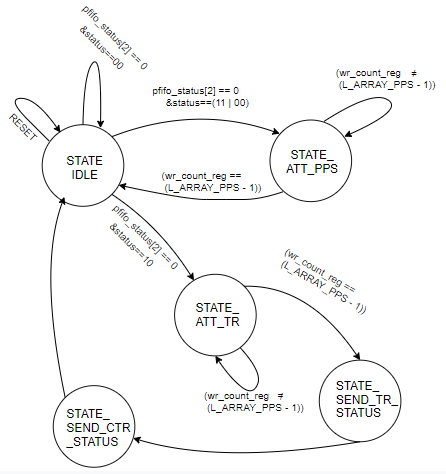 pfifo_status[2] == 0
&status==00
RESET
STATE
IDLE
pfifo_status[2] == 0
&status==(11 | 00)
(wr_count_reg ≠
(L_ARRAY_PPS - 1))
STATE_
ATT_PPS
(wr_count_reg ==
(L_ARRAY_PPS - 1))
pfifo_status[2] == 0
&status==10
STATE_
ATT_TR
(wr_count_reg ==
(L_ARRAY_PPS - 1))
(wr_count_reg ≠
(L_ARRAY_PPS - 1))
STATE_
SEND_TR_
STATUS
STATE_
SEND_CTR
_STATUS